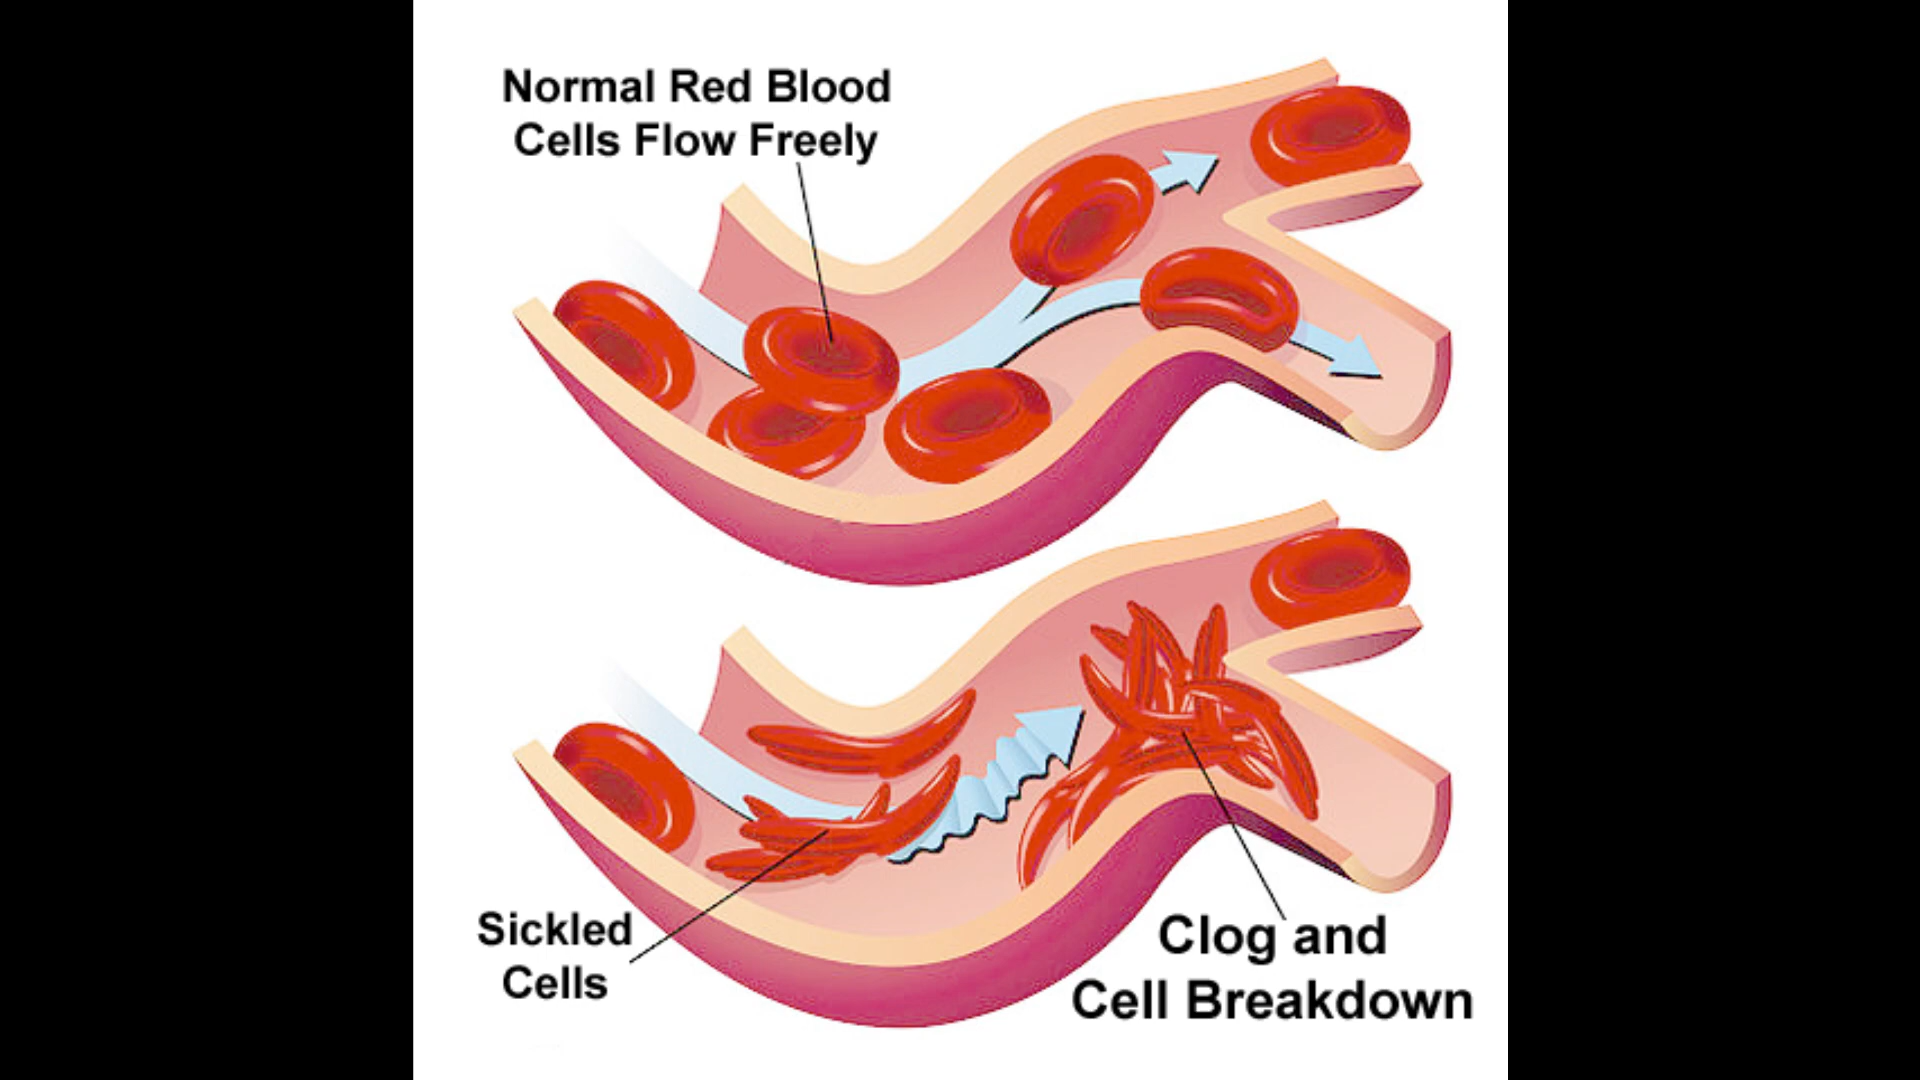 Normal Red Blood
Cells Flow Freely
Sickled
Cells
Clog and
Cell Breakdown